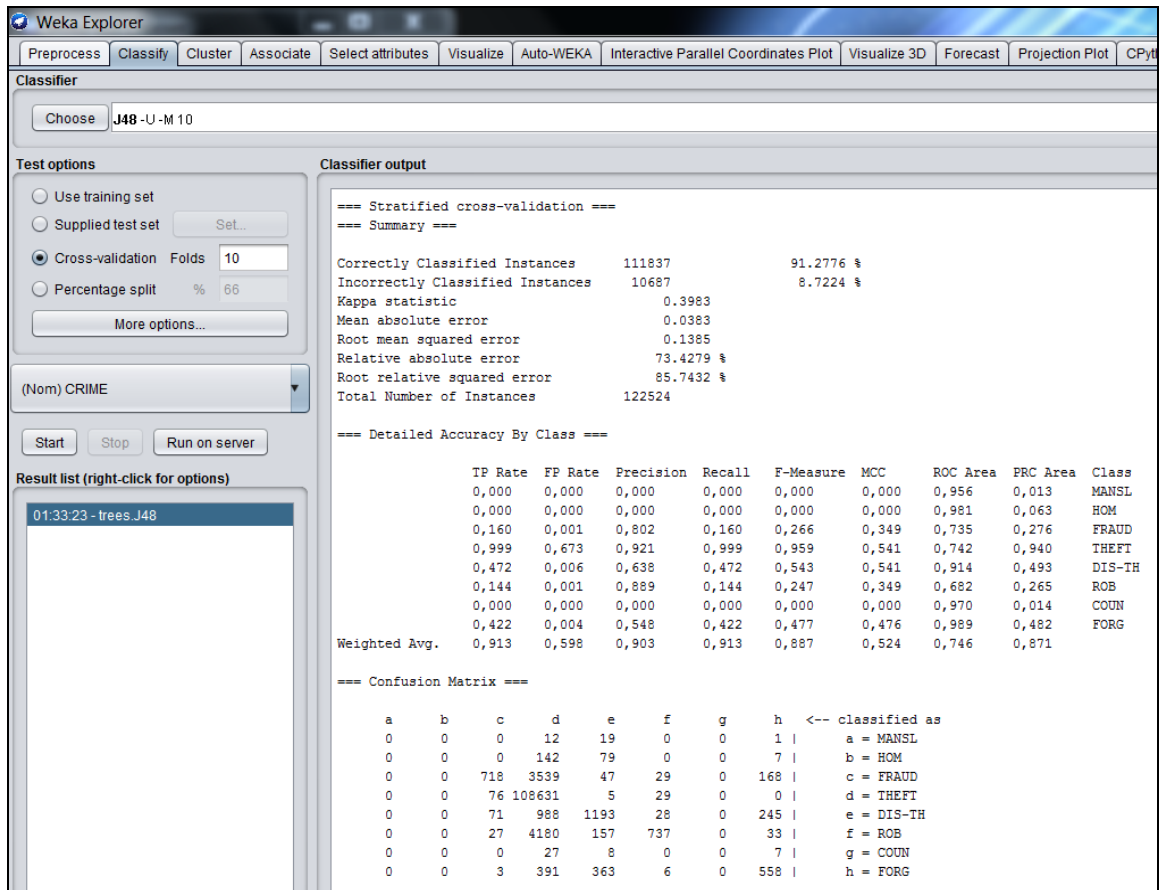 Weka Explorer
Preprocess Classify Cluster Associate Select attributes Visualize Auto-WEKA Interactive Parallel Coordinates Plot Visualize 3D Forecast Projection Plot
Classifier
Choose J48 -U -M 10
Test options
Use training set
Supplied test set Set...
Cross-validation Folds 10
Percentage split % 66
More options...
(Nom) CRIME
Start Stop Run on server
Result list (right-click for options)
01:33:23 - trees.J48
Classifier output
=== Stratified cross-validation ===
=== Summary ===
Correctly Classified Instances 111837 91.2776 %
Incorrectly Classified Instances 10687 8.7224 %
Kappa statistic 0.3983
Mean absolute error 0.0383
Root mean squared error 0.1385
Relative absolute error 73.4279 %
Root relative squared error 85.7432 %
Total Number of Instances 122524
=== Detailed Accuracy By Class ===
TP Rate FP Rate Precision Recall F-Measure MCC ROC Area PRC Area Class
0,000 0,000 0,000 0,000 0,000 0,000 0,956 0,013 MANSL
0,000 0,000 0,000 0,000 0,000 0,000 0,981 0,063 HOM
0,160 0,001 0,802 0,160 0,266 0,349 0,735 0,276 FRAUD
0,999 0,673 0,921 0,999 0,959 0,541 0,742 0,940 THEFT
0,472 0,006 0,638 0,472 0,543 0,541 0,914 0,493 DIS-TH
0,144 0,001 0,889 0,144 0,247 0,349 0,682 0,265 ROB
0,000 0,000 0,000 0,000 0,000 0,000 0,970 0,014 COUN
0,422 0,004 0,548 0,422 0,477 0,476 0,989 0,482 FORG
Weighted Avg. 0,913 0,598 0,903 0,913 0,887 0,524 0,746 0,871
=== Confusion Matrix ===
a b c d e f g h <-- classified as
0 0 0 12 19 0 0 1 | a = MANSL
0 0 0 142 79 0 0 7 | b = HOM
0 0 718 3539 47 29 0 168 | c = FRAUD
0 0 76 108631 5 29 0 0 | d = THEFT
0 0 71 988 1193 28 0 245 | e = DIS-TH
0 0 27 4180 157 737 0 33 | f = ROB
0 0 0 27 8 0 0 7 | g = COUN
0 0 3 391 363 6 0 558 | h = FORG